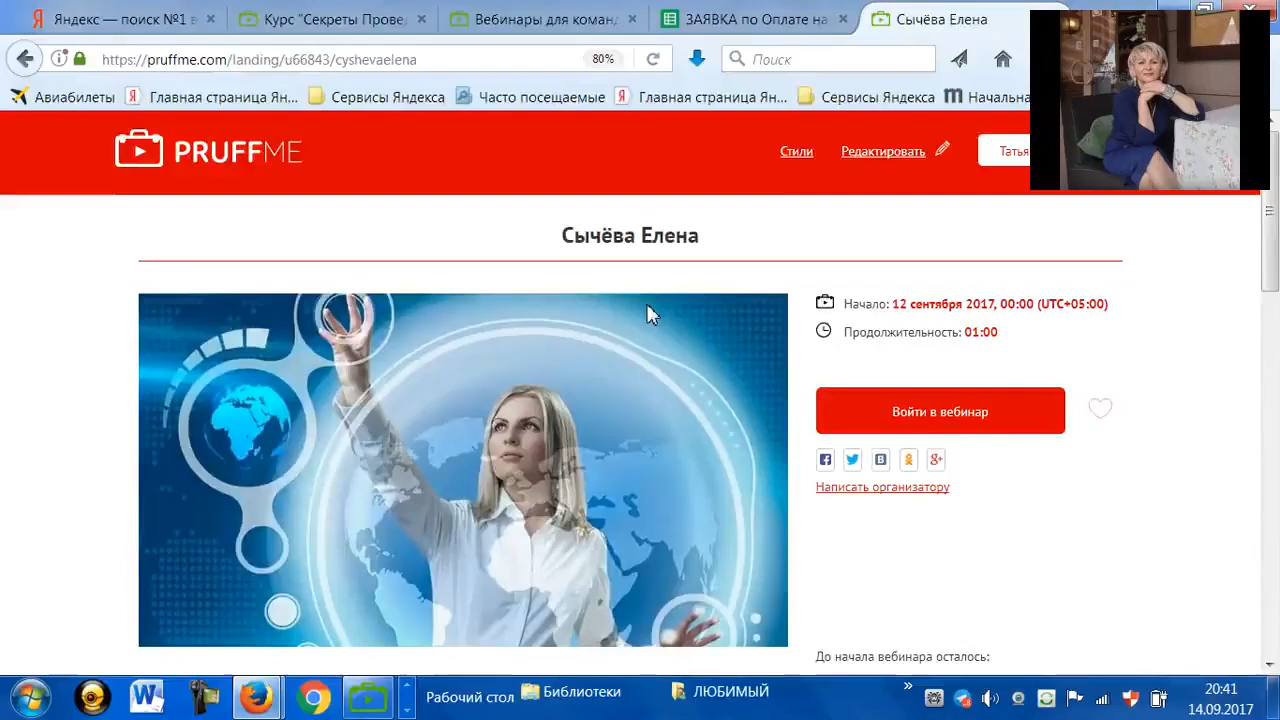 Яндекс — поиск №1 в
Курс "Секреты Прове
Вебинары для команд
ЗАЯВКА по Оплате на
Сычёва Елена
https://pruffme.com/landing/u66843/cyshevaelena
80%
Поиск
Авиабилеты
Главная страница Ян...
Сервисы Яндекса
Часто посещаемые
Главная страница Ян...
Сервисы Яндекса
Начальна
PRUFFME
Стили
Редактировать
Татья
Сычёва Елена
Начало: 12 сентября 2017, 00:00 (UTC+05:00)
Продолжительность: 01:00
Войти в вебинар
Написать организатору
До начала вебинара осталось:
Рабочий стол
Библиотеки
ЛЮБИМЫЙ
20:41
14.09.2017